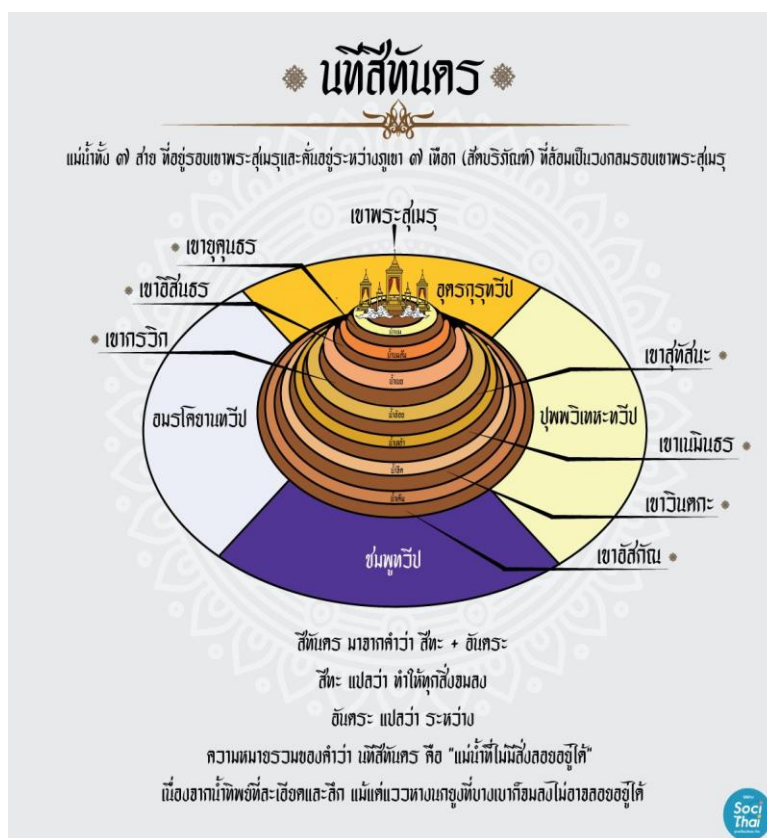 นทีสีทันดร
แม่น้ำทั้ง ๗ สาย ที่อยู่รอบเขาพระสุเมรุและคั่นอยู่ระหว่างภูเขา ๗ เทือก (สัตบริภัณฑ์) ที่ล้อมเป็นวงกลมรอบเขาพระสุเมรุ
เขาพระสุเมรุ
เขายุคุนธร
เขาอิสินธร
เขากรวิก
อุตรกุรุทวีป
เขาสุทัสนะ
อมรโคยานทวีป
ปุพพวิเทหะทวีป
เขาเนมินธร
เขาวินตกะ
เขาอัสกัณ
ชมพูทวีป
สีทันดร มาจากคำว่า สีทะ + อันตระ
สีทะ แปลว่า ทำให้ทุกสิ่งจมลง
อันตระ แปลว่า ระหว่าง
ความหมายรวมของคำว่า นทีสีทันดร คือ "แม่น้ำที่ไม่มีสิ่งลอยอยู่ได้"
เนื่องจากน้ำทิพย์ที่ละเอียดและลึก แม้แต่แววหางนกยูงที่บางเบาก็จมลงไม่อาจลอยอยู่ได้
Soci
Thai